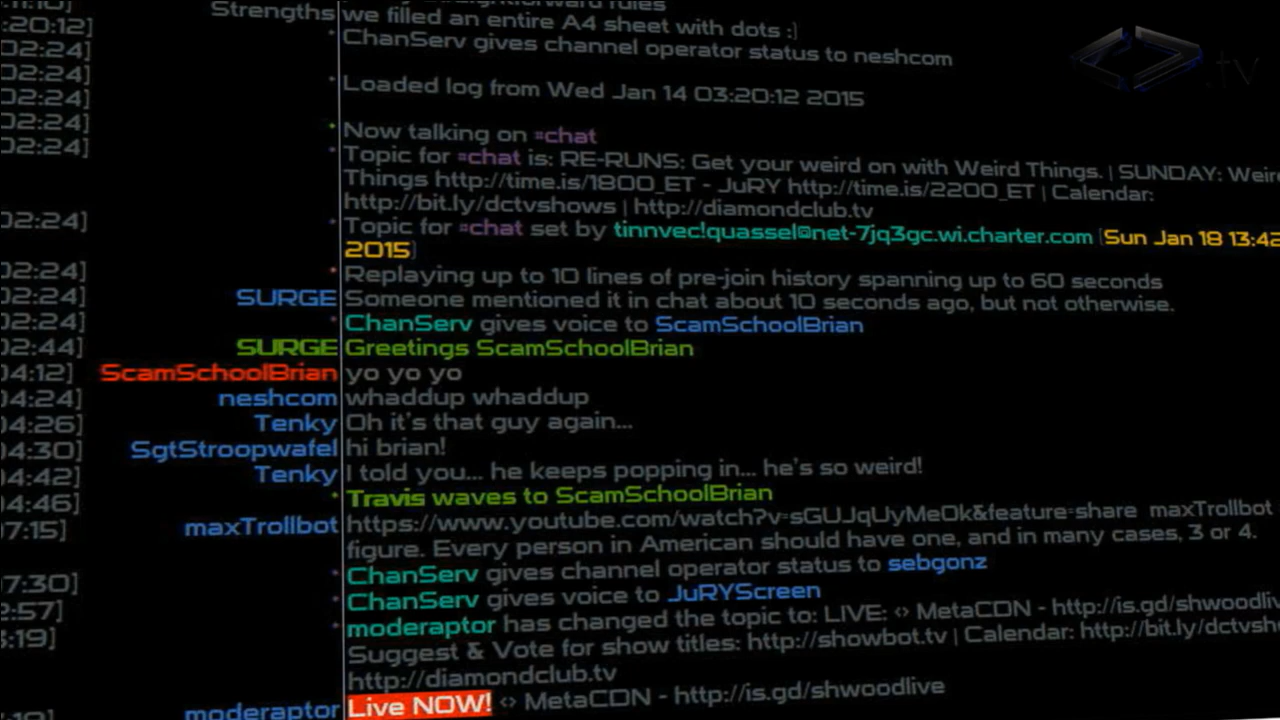 Strengths we filled an entire A4 sheet with dots :)
:20:12]
02:24] ChanServ gives channel operator status to neshcom
.tv
02:24]
02:24] Loaded log from Wed Jan 14 03:20:12 2015
02:24] Now talking on #chat
02:24] Topic for #chat is: RE-RUNS: Get your weird on with Weird Things. | SUNDAY: Weird
Things http://time.is/1800_ET - JuRY http://time.is/2200_ET | Calendar:
http://bit.ly/dctvshows | http://diamondclub.tv
02:24] Topic for #chat set by tinnvec!quassel@net-7jq3gc.wi.charter.com [Sun Jan 18 13:42
2015]
02:24] Replaying up to 10 lines of pre-join history spanning up to 60 seconds
02:24] SURGE Someone mentioned it in chat about 10 seconds ago, but not otherwise.
02:24] ChanServ gives voice to ScamSchoolBrian
02:44] SURGE Greetings ScamSchoolBrian
04:12] ScamSchoolBrian yo yo yo
04:24] neshcom whaddup whaddup
04:26] Tenky Oh it's that guy again...
04:30] SgtStroopwafel hi brian!
04:42] Tenky I told you... he keeps popping in... he's so weird!
04:46] Travis waves to ScamSchoolBrian
07:15] maxTrollbot https://www.youtube.com/watch?v=sGUJqUyMeOk&feature=share maxTrollbot
figure. Every person in American should have one, and in many cases, 3 or 4.
7:30] ChanServ gives channel operator status to sebgonz
2:57] ChanServ gives voice to JuRYScreen
3:19] moderaptor has changed the topic to: LIVE: <> MetaCDN - http://is.gd/shwoodliv
Suggest & Vote for show titles: http://showbot.tv | Calendar: http://bit.ly/dctvsho
http://diamondclub.tv
moderaptor Live NOW! <> MetaCDN - http://is.gd/shwoodlive